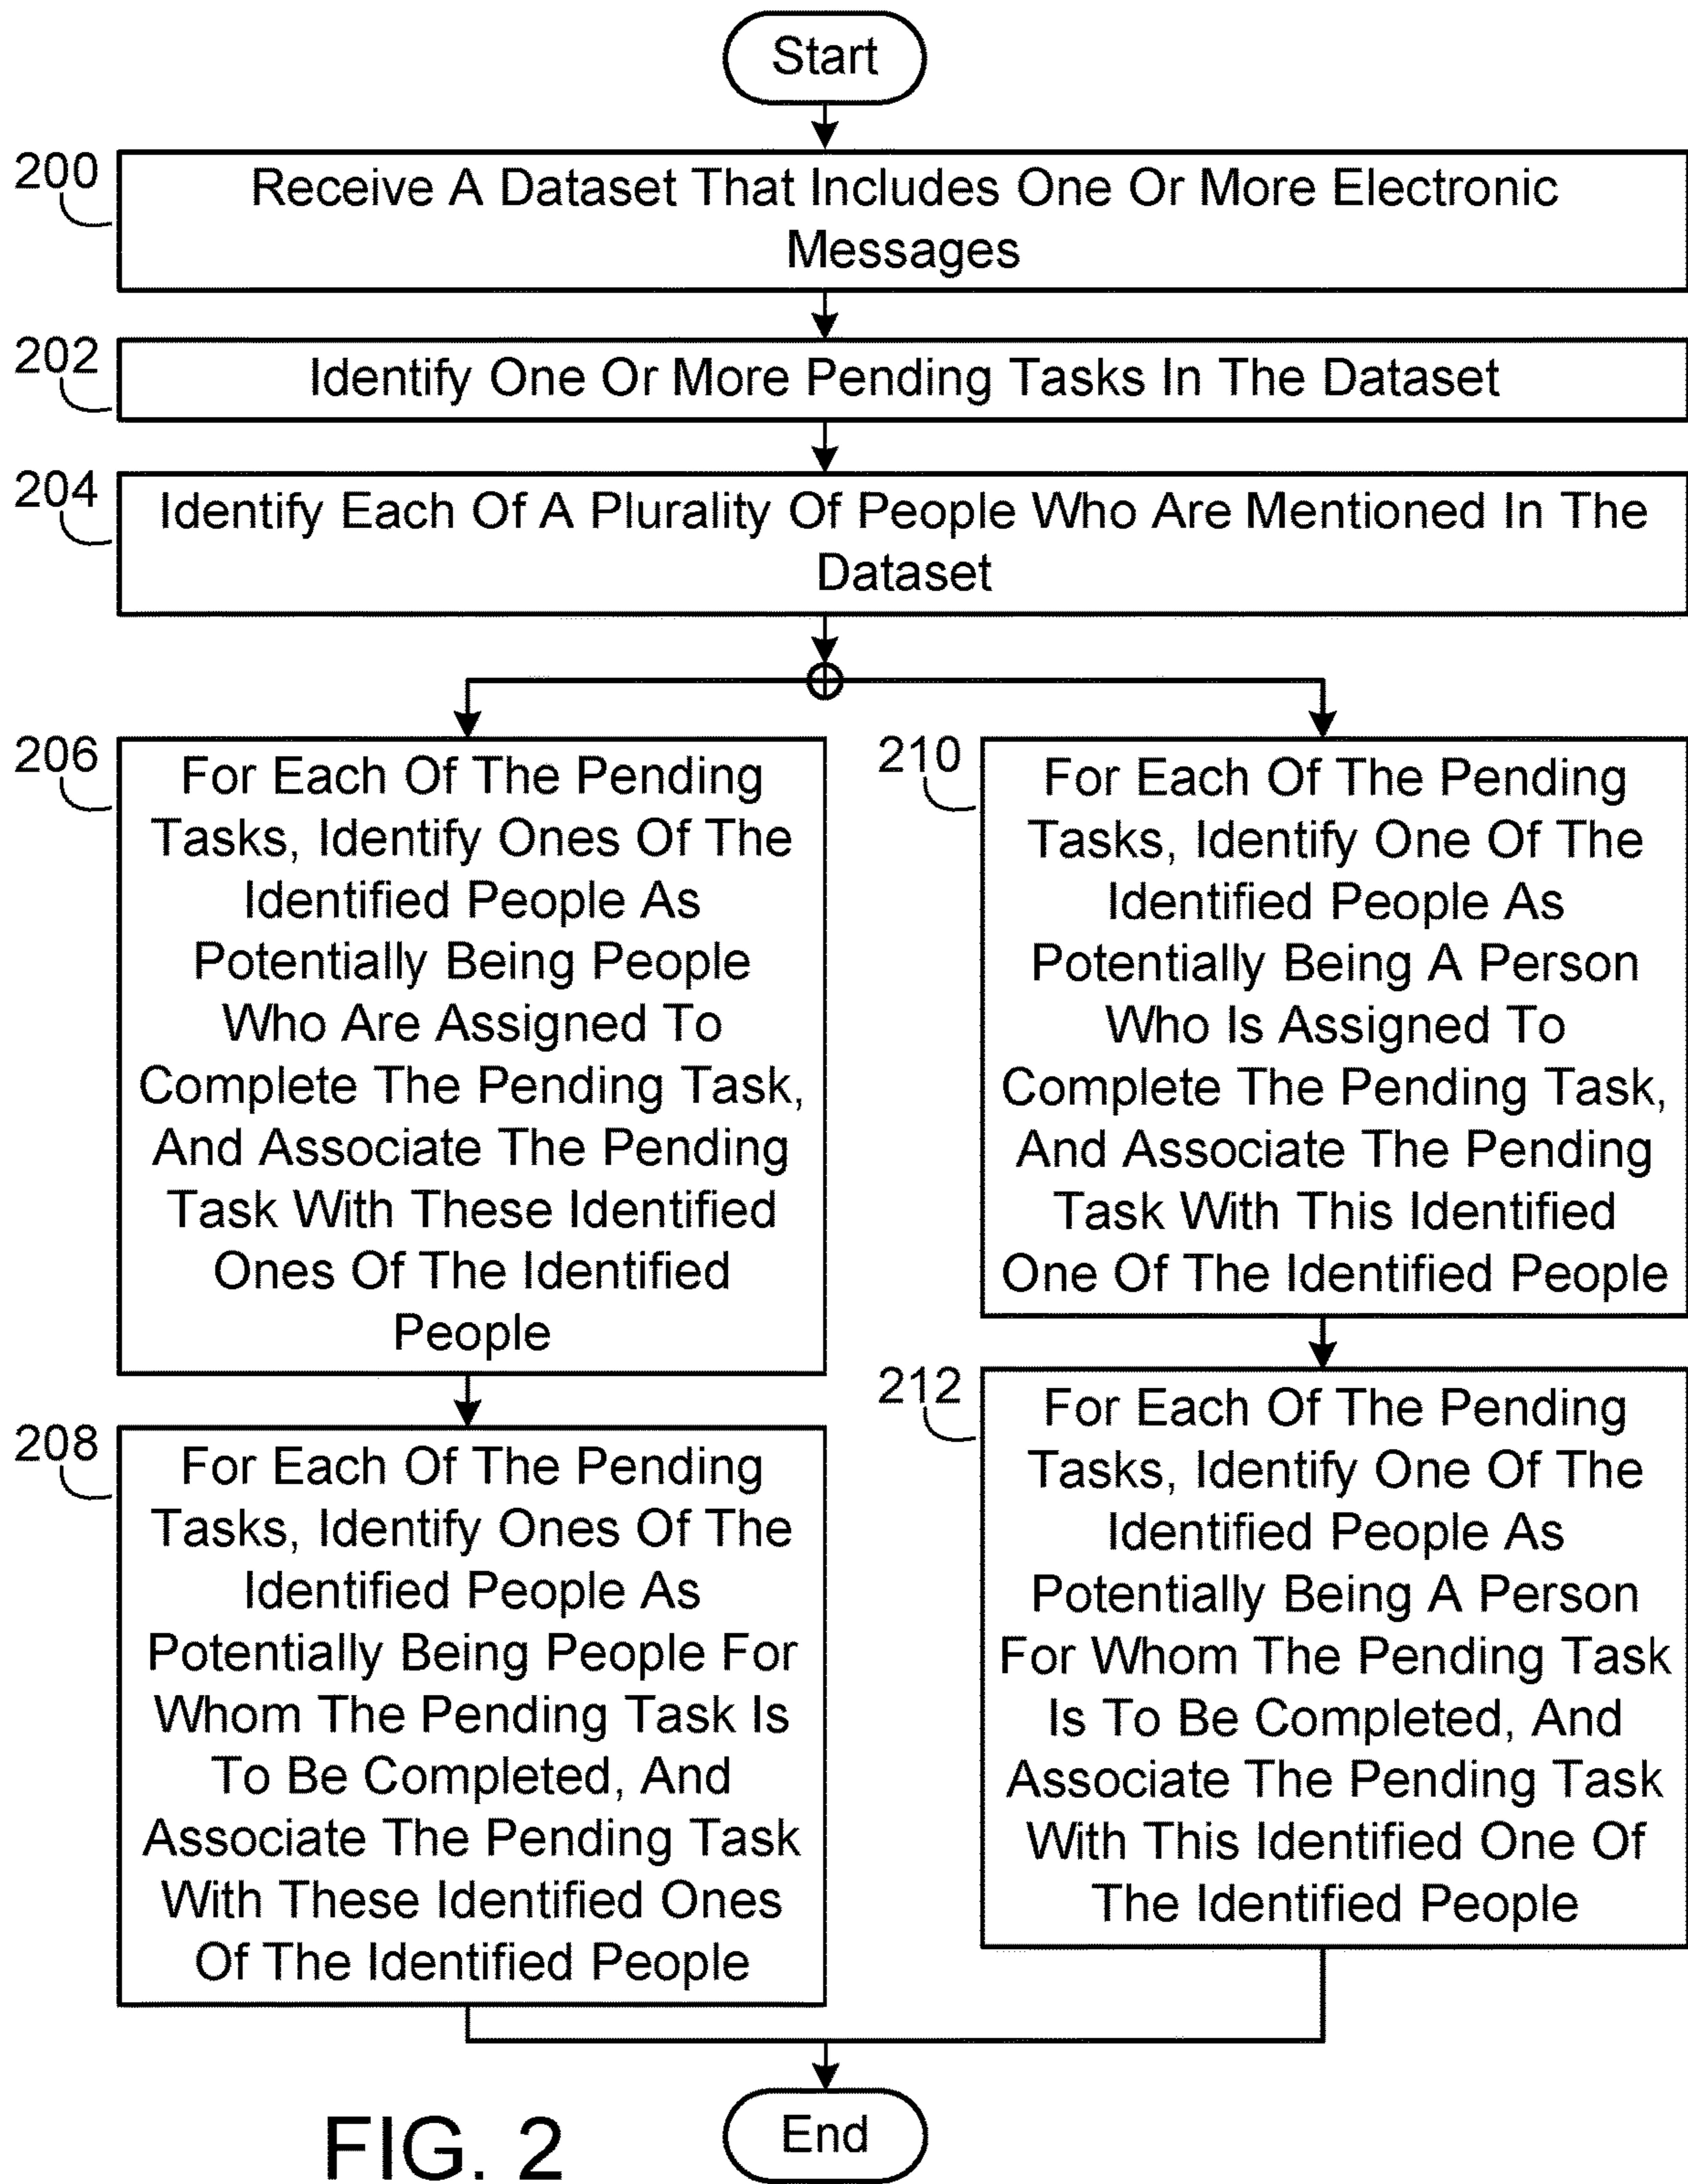 Start
200
Receive A Dataset That Includes One Or More Electronic
Messages
202
Identify One Or More Pending Tasks In The Dataset
204
Identify Each Of A Plurality Of People Who Are Mentioned In The
Dataset
206
For Each Of The Pending
Tasks, Identify Ones Of The
Identified People As
Potentially Being People
Who Are Assigned To
Complete The Pending Task,
And Associate The Pending
Task With These Identified
Ones Of The Identified
People
208
For Each Of The Pending
Tasks, Identify Ones Of The
Identified People As
Potentially Being People For
Whom The Pending Task Is
To Be Completed, And
Associate The Pending Task
With These Identified Ones
Of The Identified People
210
For Each Of The Pending
Tasks, Identify One Of The
Identified People As
Potentially Being A Person
Who Is Assigned To
Complete The Pending Task,
And Associate The Pending
Task With This Identified
One Of The Identified People
212
For Each Of The Pending
Tasks, Identify One Of The
Identified People As
Potentially Being A Person
For Whom The Pending Task
Is To Be Completed, And
Associate The Pending Task
With This Identified One Of
The Identified People
End
FIG. 2